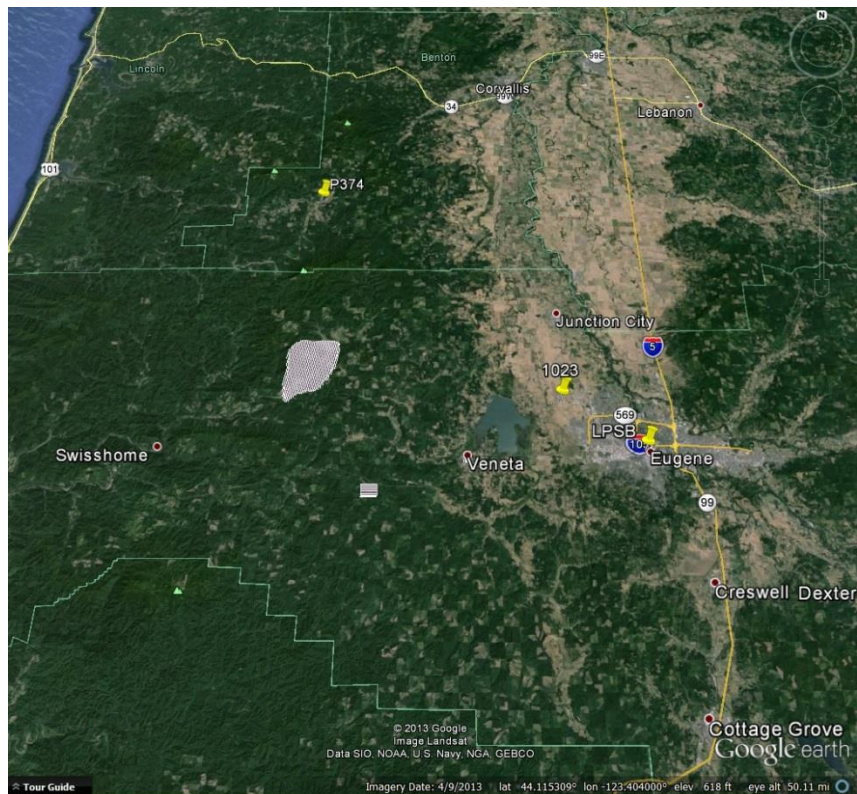 N
Lincoln
Benton
99E
Corvallis
99W
34
Lebanon
101
P374
Junction City
5
1023
569
LPSB
Eugene
Swisshome
Veneta
99
Creswell Dexter
Cottage Grove
© 2013 Google
Image Landsat
Data SIO, NOAA, U.S. Navy, NGA, GEBCO
Google earth
Tour Guide
Imagery Date: 4/9/2013 lat 44.115309° lon -123.404000° elev 618 ft eye alt 50.11 mi